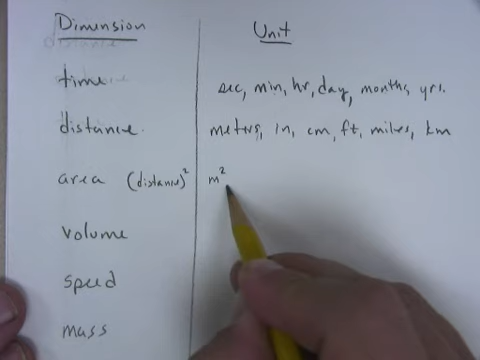 Dimension Unit
time sec, min, hr, day, months, yrs.
distance. meters, in, cm, ft, miles, km
area (distance)² m²
volume
speed
mass